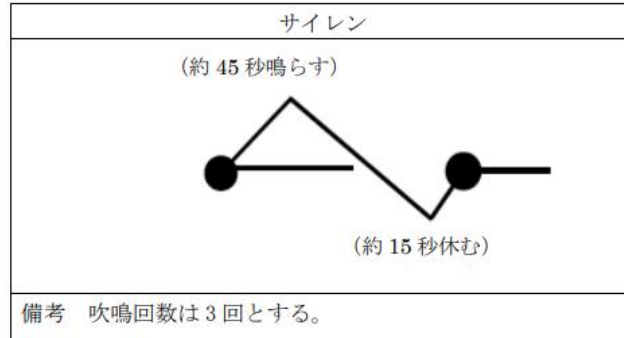 サイレン
（約 45 秒鳴らす）
（約 15 秒休む）
備考　吹鳴回数は 3 回とする。